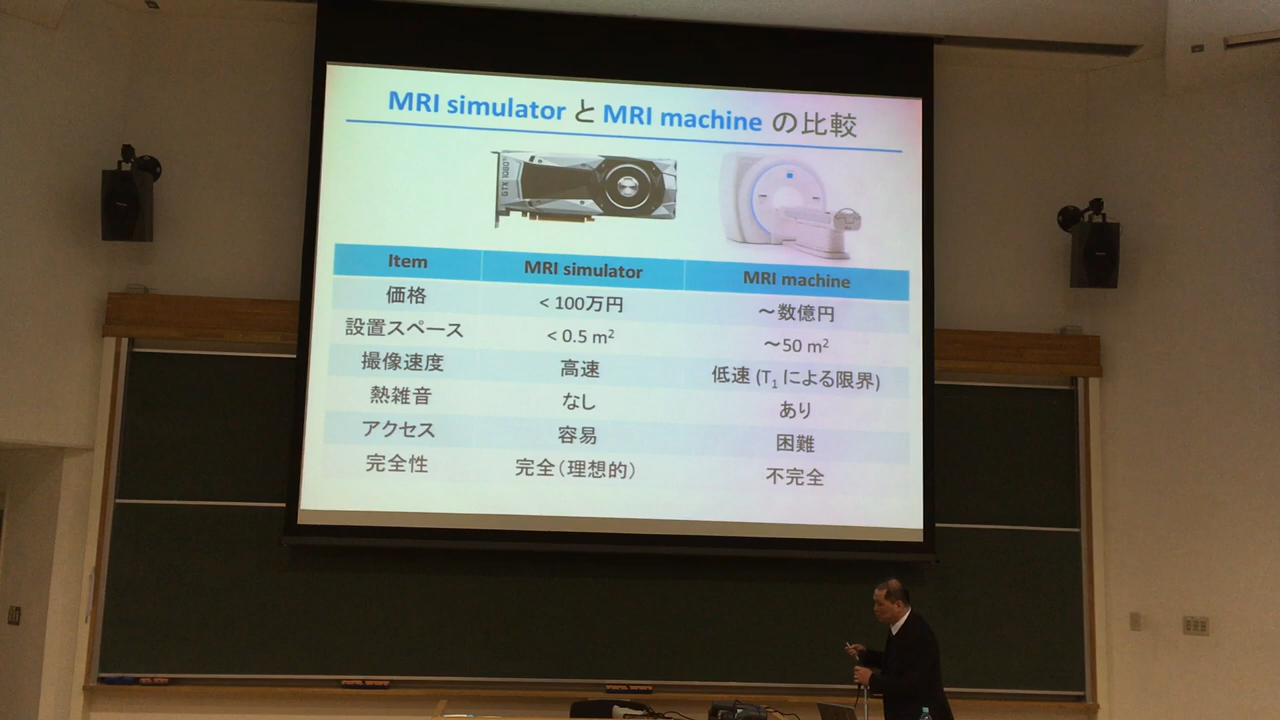 MRI simulator と MRI machine の比較
GTX 1080 Ti
Item MRI simulator MRI machine
価格 < 100万円 ～数億円
設置スペース < 0.5 m² ～50 m²
撮像速度 高速 低速 (T₁ による限界)
熱雑音 なし あり
アクセス 容易 困難
完全性 完全（理想的） 不完全